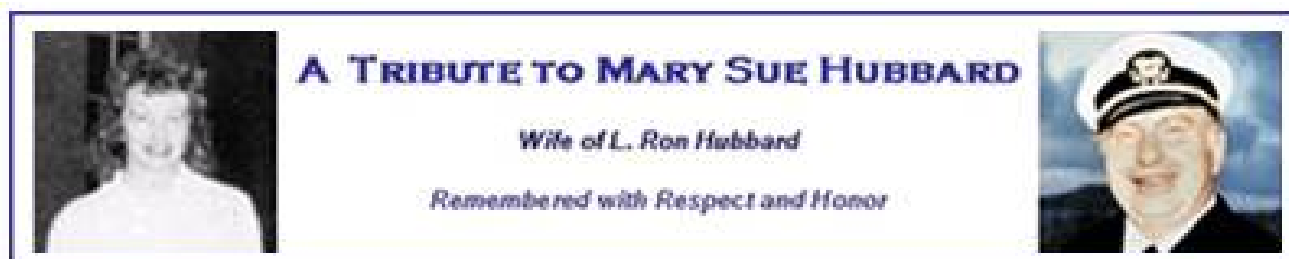 A TRIBUTE TO MARY SUE HUBBARD
Wife of L. Ron Hubbard
Remembered with Respect and Honor